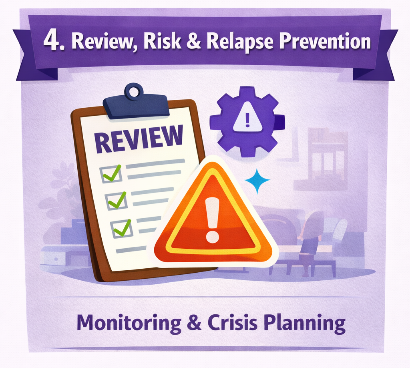 4. Review, Risk & Relapse Prevention
REVIEW
!
!
Monitoring & Crisis Planning